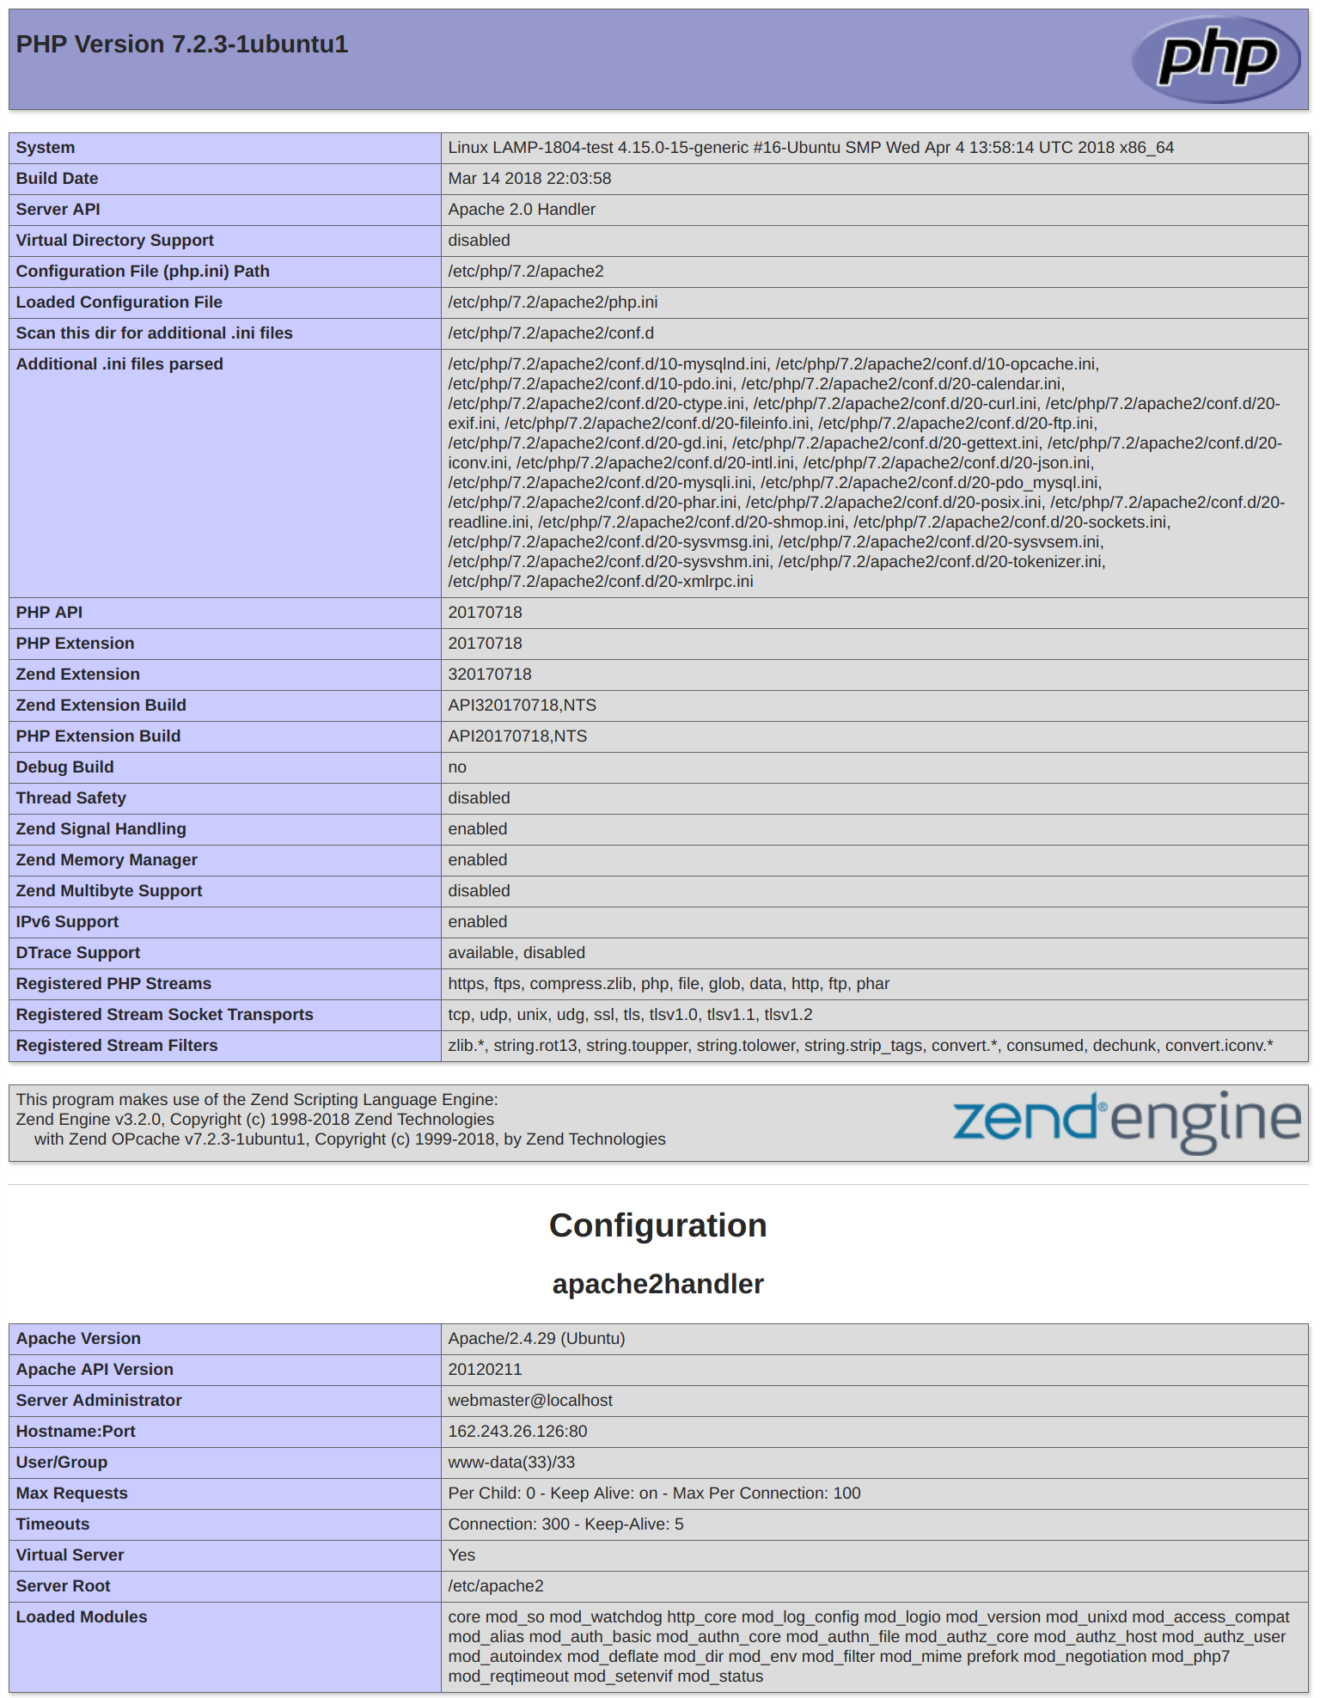 PHP Version 7.2.3-1ubuntu1
php
System Linux LAMP-1804-test 4.15.0-15-generic #16-Ubuntu SMP Wed Apr 4 13:58:14 UTC 2018 x86_64
Build Date Mar 14 2018 22:03:58
Server API Apache 2.0 Handler
Virtual Directory Support disabled
Configuration File (php.ini) Path /etc/php/7.2/apache2
Loaded Configuration File /etc/php/7.2/apache2/php.ini
Scan this dir for additional .ini files /etc/php/7.2/apache2/conf.d
Additional .ini files parsed /etc/php/7.2/apache2/conf.d/10-mysqlnd.ini, /etc/php/7.2/apache2/conf.d/10-opcache.ini,
/etc/php/7.2/apache2/conf.d/10-pdo.ini, /etc/php/7.2/apache2/conf.d/20-calendar.ini,
/etc/php/7.2/apache2/conf.d/20-ctype.ini, /etc/php/7.2/apache2/conf.d/20-curl.ini, /etc/php/7.2/apache2/conf.d/20-
exif.ini, /etc/php/7.2/apache2/conf.d/20-fileinfo.ini, /etc/php/7.2/apache2/conf.d/20-ftp.ini,
/etc/php/7.2/apache2/conf.d/20-gd.ini, /etc/php/7.2/apache2/conf.d/20-gettext.ini, /etc/php/7.2/apache2/conf.d/20-
iconv.ini, /etc/php/7.2/apache2/conf.d/20-intl.ini, /etc/php/7.2/apache2/conf.d/20-json.ini,
/etc/php/7.2/apache2/conf.d/20-mysqli.ini, /etc/php/7.2/apache2/conf.d/20-pdo_mysql.ini,
/etc/php/7.2/apache2/conf.d/20-phar.ini, /etc/php/7.2/apache2/conf.d/20-posix.ini, /etc/php/7.2/apache2/conf.d/20-
readline.ini, /etc/php/7.2/apache2/conf.d/20-shmop.ini, /etc/php/7.2/apache2/conf.d/20-sockets.ini,
/etc/php/7.2/apache2/conf.d/20-sysvmsg.ini, /etc/php/7.2/apache2/conf.d/20-sysvsem.ini,
/etc/php/7.2/apache2/conf.d/20-sysvshm.ini, /etc/php/7.2/apache2/conf.d/20-tokenizer.ini,
/etc/php/7.2/apache2/conf.d/20-xmlrpc.ini
PHP API 20170718
PHP Extension 20170718
Zend Extension 320170718
Zend Extension Build API320170718,NTS
PHP Extension Build API20170718,NTS
Debug Build no
Thread Safety disabled
Zend Signal Handling enabled
Zend Memory Manager enabled
Zend Multibyte Support disabled
IPv6 Support enabled
DTrace Support available, disabled
Registered PHP Streams https, ftps, compress.zlib, php, file, glob, data, http, ftp, phar
Registered Stream Socket Transports tcp, udp, unix, udg, ssl, tls, tlsv1.0, tlsv1.1, tlsv1.2
Registered Stream Filters zlib.*, string.rot13, string.toupper, string.tolower, string.strip_tags, convert.*, consumed, dechunk, convert.iconv.*
This program makes use of the Zend Scripting Language Engine:
Zend Engine v3.2.0, Copyright (c) 1998-2018 Zend Technologies
with Zend OPcache v7.2.3-1ubuntu1, Copyright (c) 1999-2018, by Zend Technologies
zend® engine
Configuration
apache2handler
Apache Version Apache/2.4.29 (Ubuntu)
Apache API Version 20120211
Server Administrator webmaster@localhost
Hostname:Port 162.243.26.126:80
User/Group www-data(33)/33
Max Requests Per Child: 0 - Keep Alive: on - Max Per Connection: 100
Timeouts Connection: 300 - Keep-Alive: 5
Virtual Server Yes
Server Root /etc/apache2
Loaded Modules core mod_so mod_watchdog http_core mod_log_config mod_logio mod_version mod_unixd mod_access_compat
mod_alias mod_auth_basic mod_authn_core mod_authn_file mod_authz_core mod_authz_host mod_authz_user
mod_autoindex mod_deflate mod_dir mod_env mod_filter mod_mime prefork mod_negotiation mod_php7
mod_reqtimeout mod_setenvif mod_status